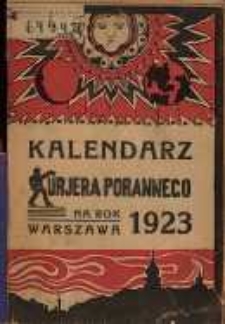 KALENDARZ
KURJERA PORANNEGO
NA ROK
WARSZAWA 1923